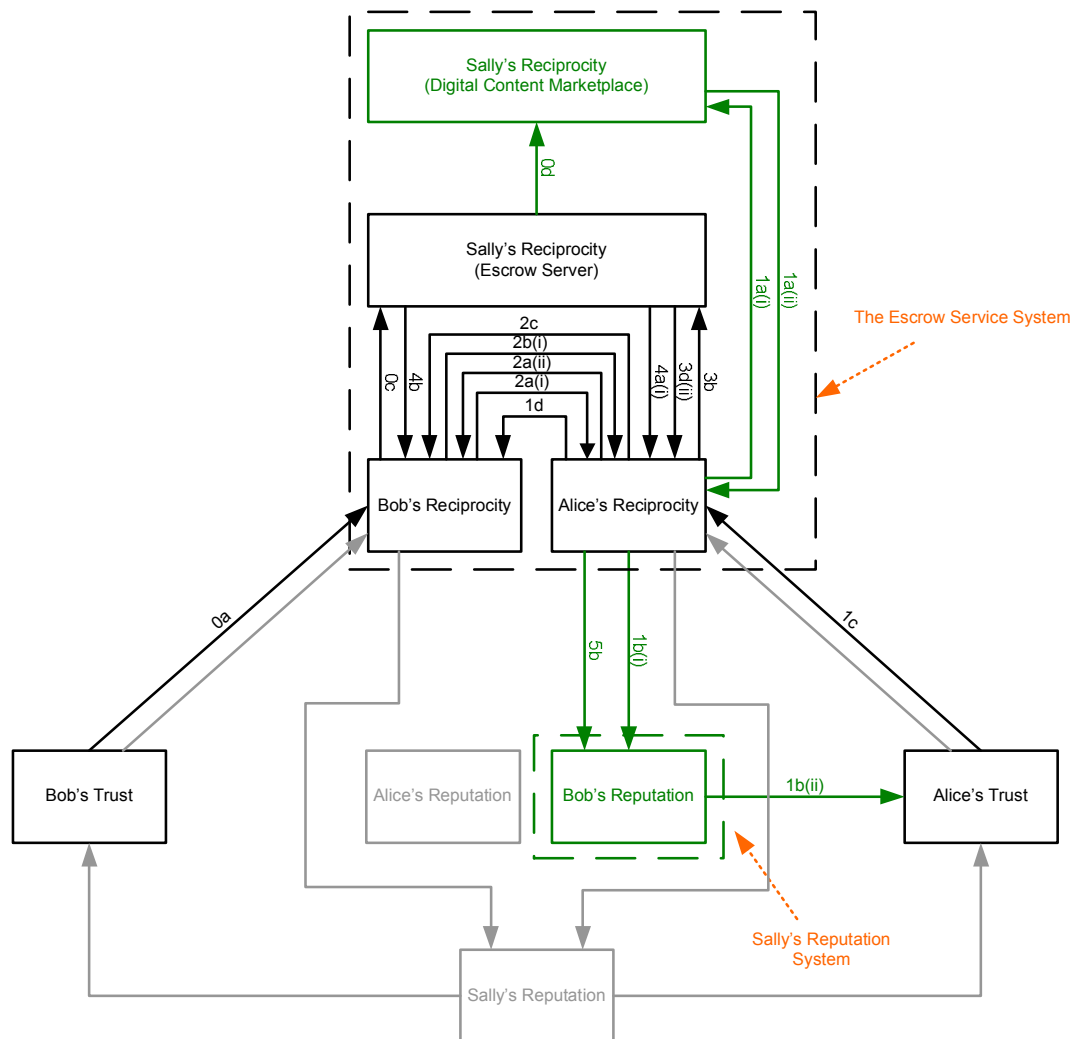 Sally's Reciprocity
(Digital Content Marketplace)
0d
Sally's Reciprocity
(Escrow Server)
1a(i)
1a(ii)
The Escrow Service System
0c
4b
2c
2b(i)
2a(ii)
2a(i)
1d
4a(i)
3d(ii)
3b
Bob's Reciprocity
Alice's Reciprocity
0a
5b
1b(i)
1c
Bob's Trust
Alice's Reputation
Bob's Reputation
1b(ii)
Alice's Trust
Sally's Reputation
System
Sally's Reputation